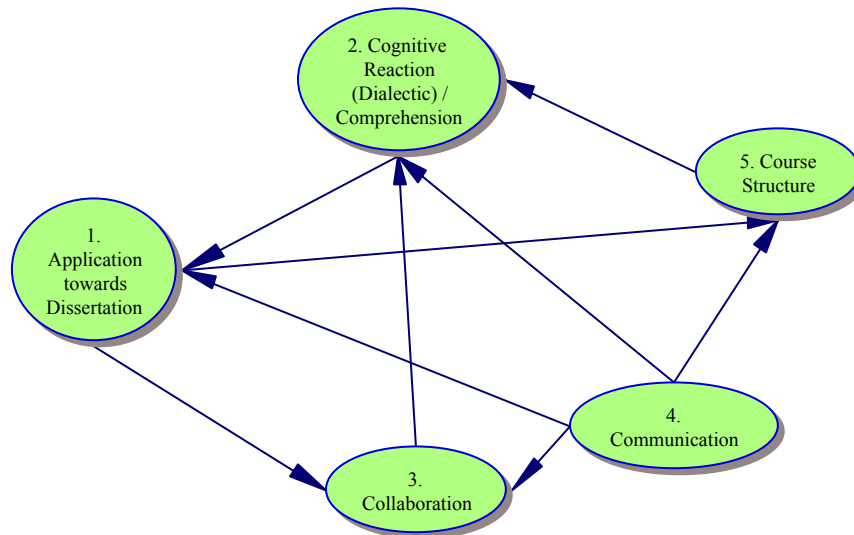 2. Cognitive
Reaction
(Dialectic) /
Comprehension
5. Course
Structure
1.
Application
towards
Dissertation
4.
Communication
3.
Collaboration